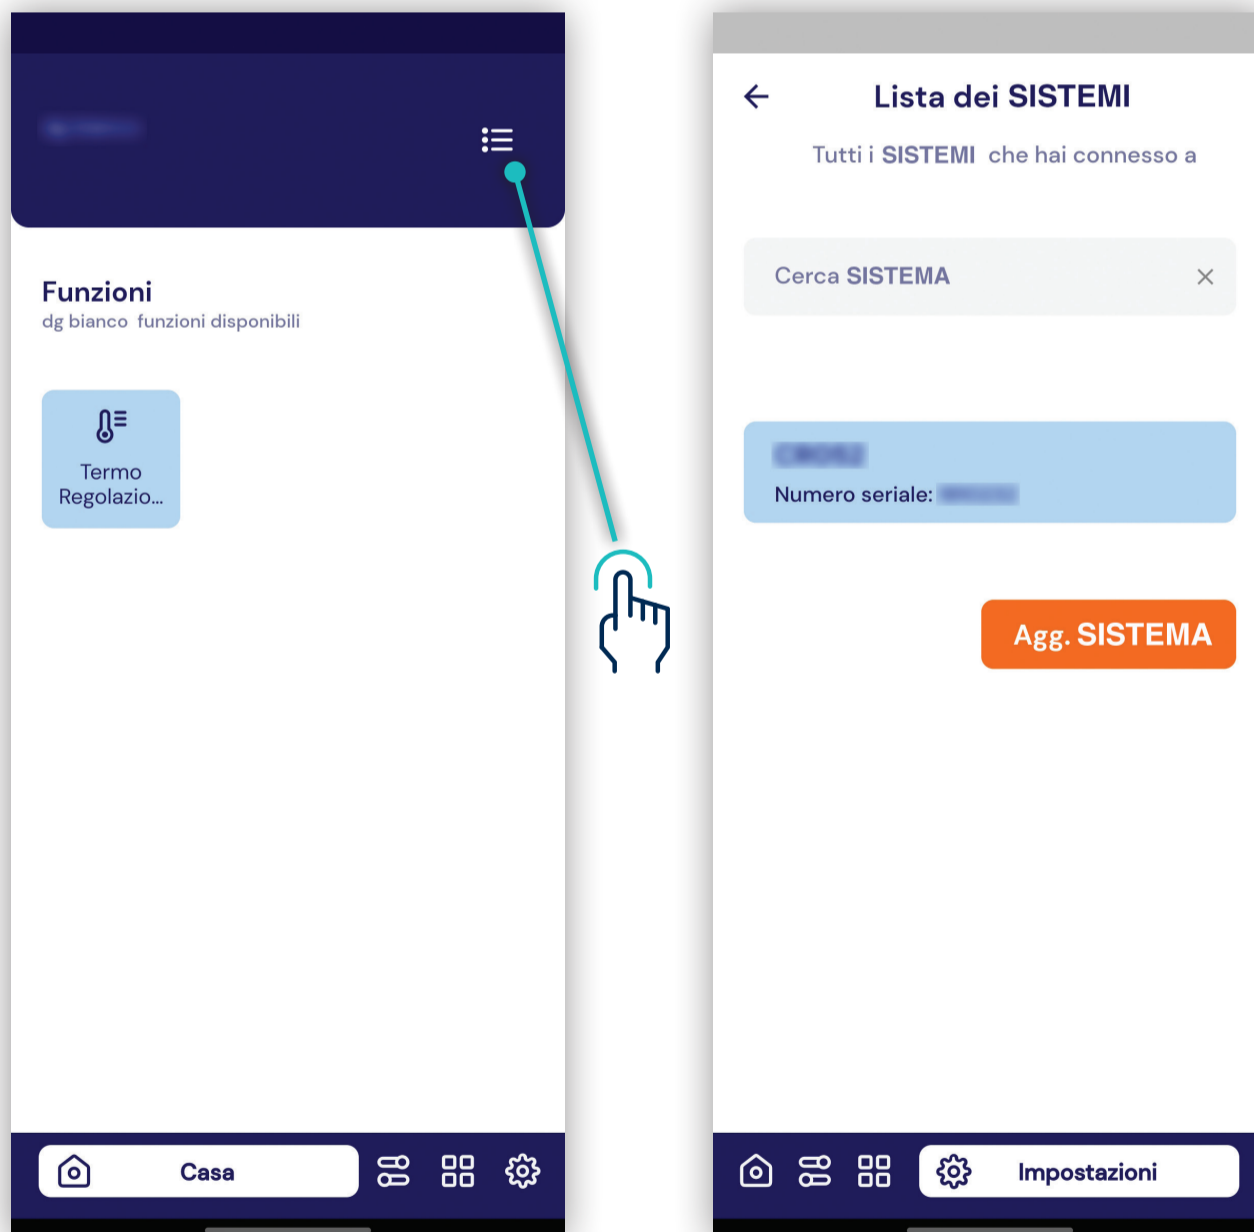 Funzioni
dg bianco funzioni disponibili
Termo
Regolazio...
Casa
Lista dei SISTEMI
Tutti i SISTEMI che hai connesso a
Cerca SISTEMA
Numero seriale:
Agg. SISTEMA
Impostazioni